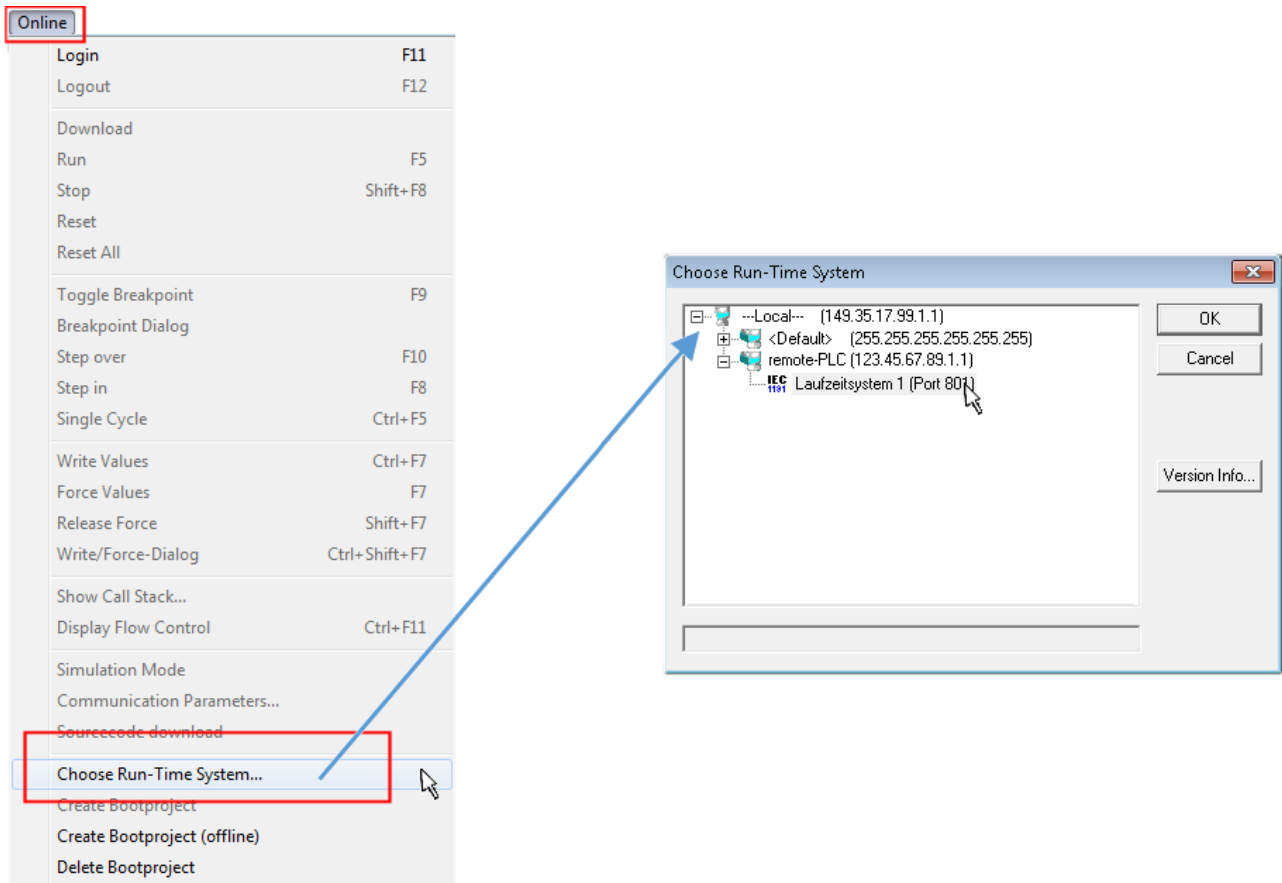 Online
Login F11
Logout F12
Download
Run F5
Stop Shift+F8
Reset
Reset All
Toggle Breakpoint F9
Breakpoint Dialog
Step over F10
Step in F8
Single Cycle Ctrl+F5
Write Values Ctrl+F7
Force Values F7
Release Force Shift+F7
Write/Force-Dialog Ctrl+Shift+F7
Show Call Stack...
Display Flow Control Ctrl+F11
Simulation Mode
Communication Parameters...
Sourcecode download
Choose Run-Time System...
Create Bootproject
Create Bootproject (offline)
Delete Bootproject
Choose Run-Time System
---Local--- (149.35.17.99.1.1)
<Default> (255.255.255.255.255.255)
remote-PLC (123.45.67.89.1.1)
IEC
1131 Laufzeitsystem 1 (Port 801)
OK
Cancel
Version Info...